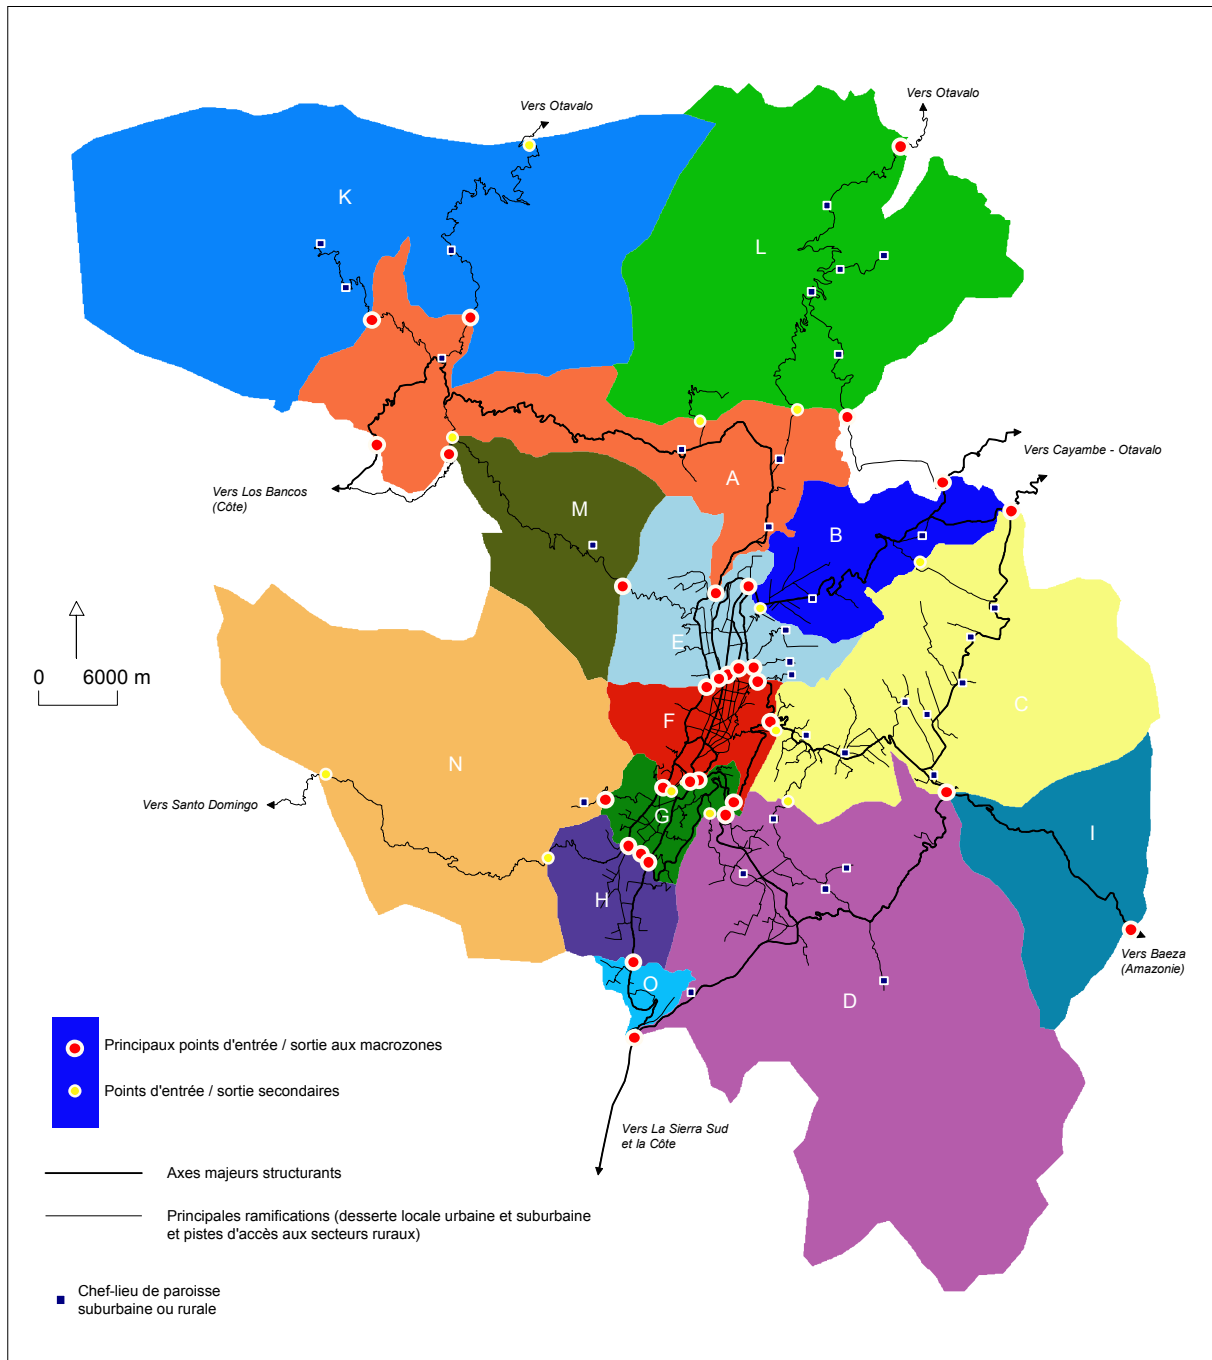 Vers Otavalo
Vers Otavalo
K
L
Vers Cayambe - Otavalo
A
Vers Los Bancos
(Côte)
M
B
E
0 6000 m
C
F
N
Vers Santo Domingo
G
I
H
Vers Baeza
(Amazonie)
O
D
Principaux points d'entrée / sortie aux macrozones
Points d'entrée / sortie secondaires
Vers La Sierra Sud
et la Côte
Axes majeurs structurants
Principales ramifications (desserte locale urbaine et suburbaine
et pistes d'accès aux secteurs ruraux)
Chef-lieu de paroisse
suburbaine ou rurale